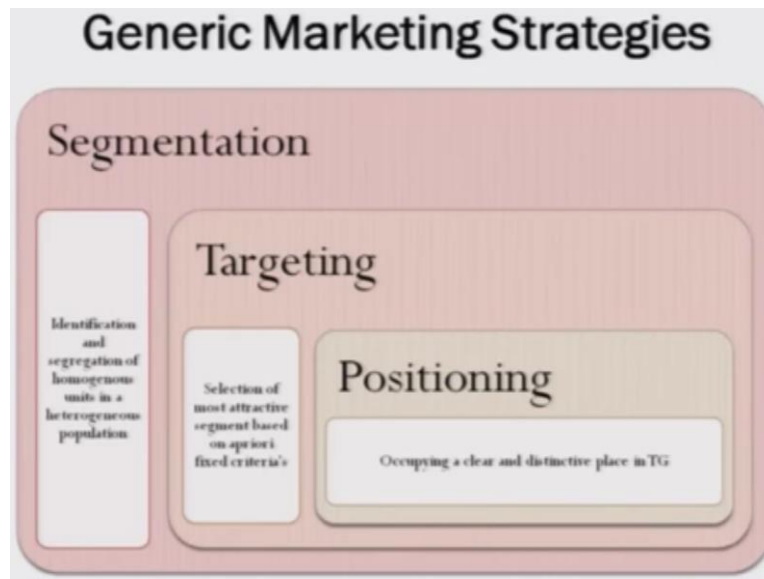 Generic Marketing Strategies
Segmentation
Identification
and
segregation of
homogenous
units in a
heterogeneous
population
Targeting
Selection of
most attractive
segment based
on apriori
fixed criteria's
Positioning
Occupying a clear and distinctive place in TG